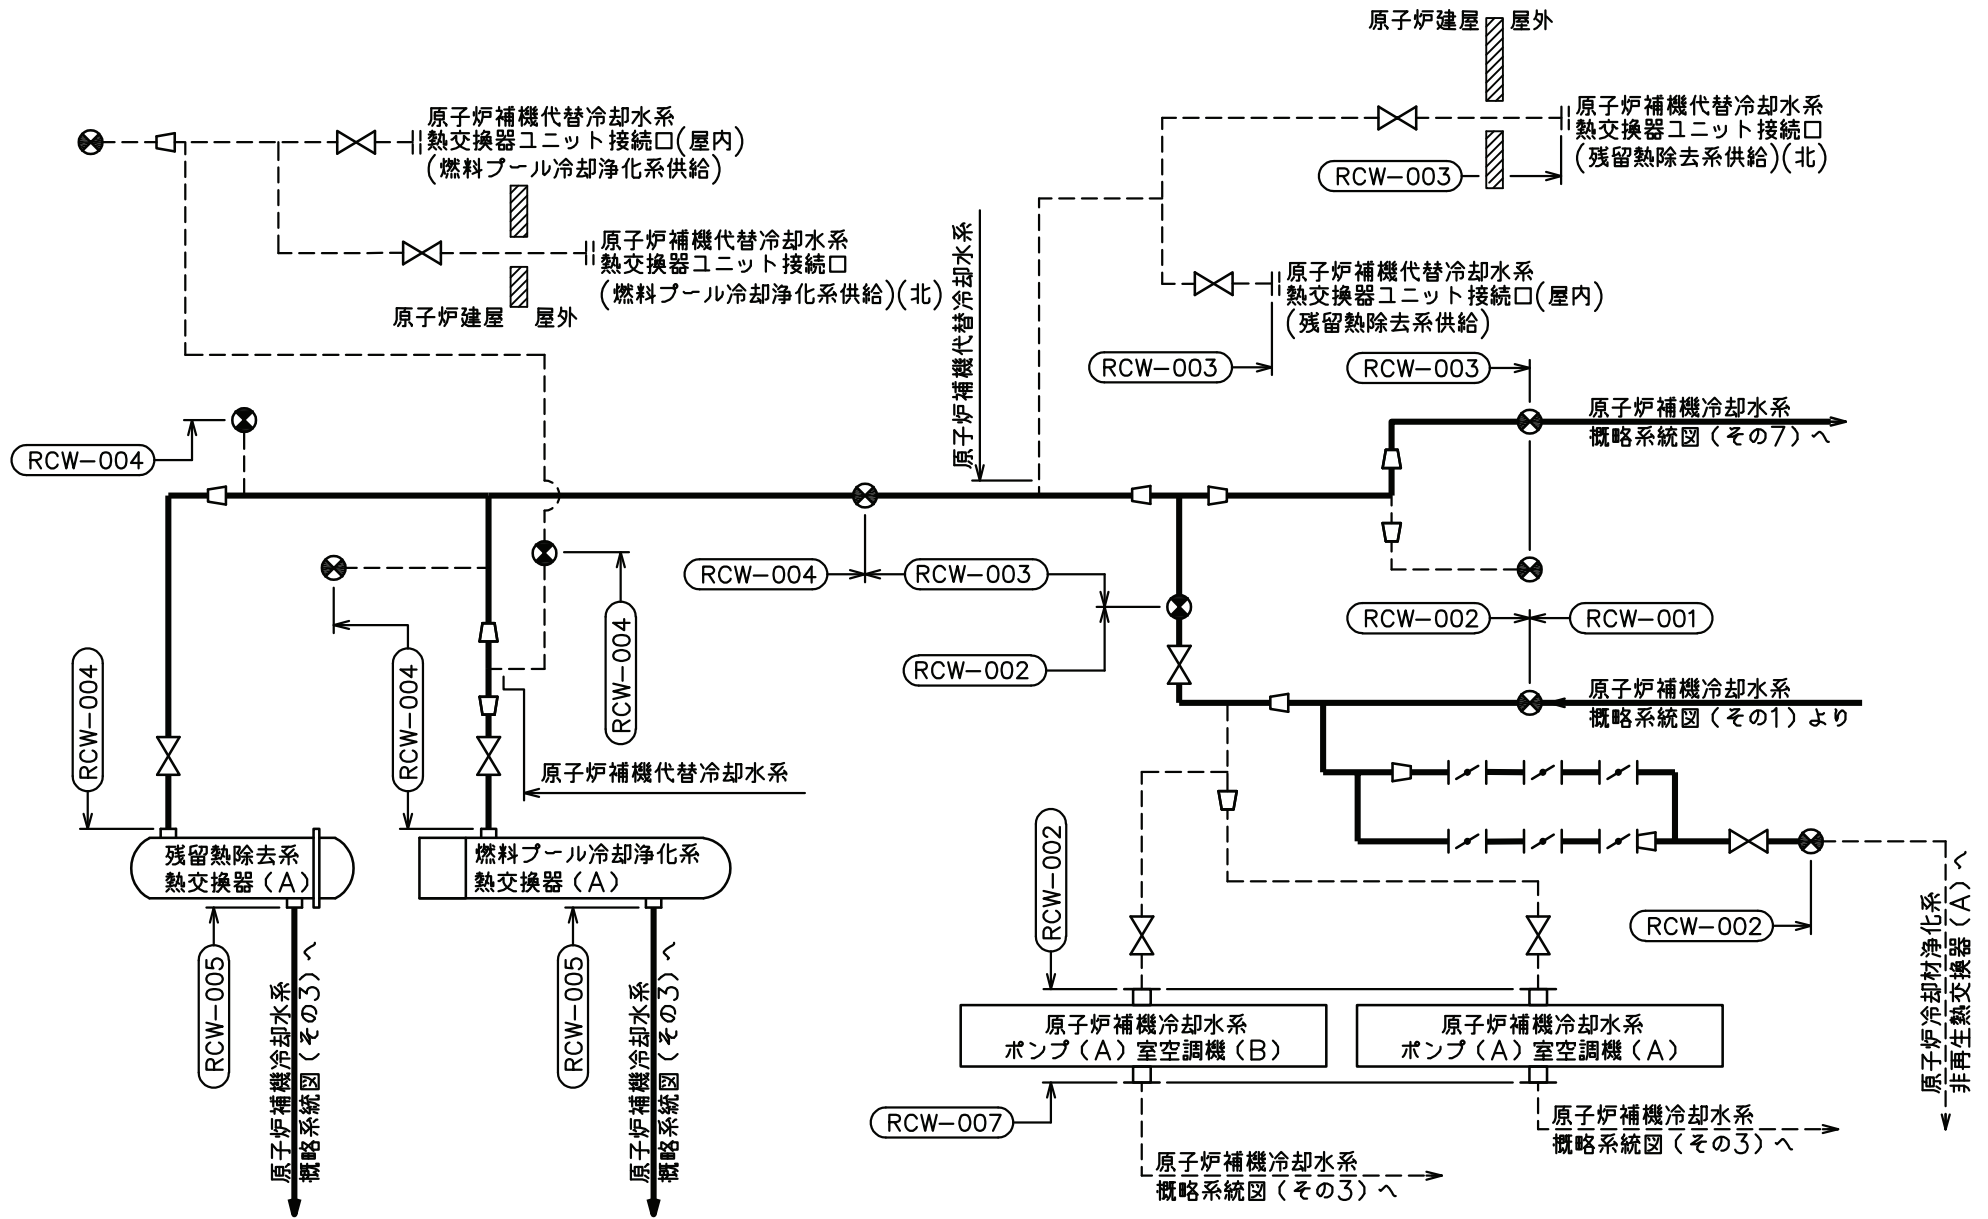 原子炉建屋 屋外
原子炉補機代替冷却水系
熱交換器ユニット接続口(屋内)
(燃料プール冷却浄化系供給)
原子炉補機代替冷却水系
熱交換器ユニット接続口
(残留熱除去系供給)(北)
RCW-003
原子炉補機代替冷却水系
熱交換器ユニット接続口
(燃料プール冷却浄化系供給)(北)
原子炉建屋 屋外
原子炉補機代替冷却水系
原子炉補機代替冷却水系
熱交換器ユニット接続口(屋内)
(残留熱除去系供給)
RCW-003
RCW-003
原子炉補機冷却水系
概略系統図(その7)へ
RCW-004
RCW-004
RCW-003
RCW-002
RCW-002
RCW-001
原子炉補機冷却水系
概略系統図(その1)より
RCW-004
RCW-004
RCW-004
原子炉補機代替冷却水系
残留熱除去系
熱交換器(A)
燃料プール冷却浄化系
熱交換器(A)
RCW-002
RCW-002
原子炉冷却材浄化系
非再生熱交換器(A)へ
RCW-005
原子炉補機冷却水系
概略系統図(その3)へ
RCW-005
原子炉補機冷却水系
概略系統図(その3)へ
原子炉補機冷却水系
ポンプ(A)室空調機(B)
原子炉補機冷却水系
ポンプ(A)室空調機(A)
RCW-007
原子炉補機冷却水系
概略系統図(その3)へ
原子炉補機冷却水系
概略系統図(その3)へ